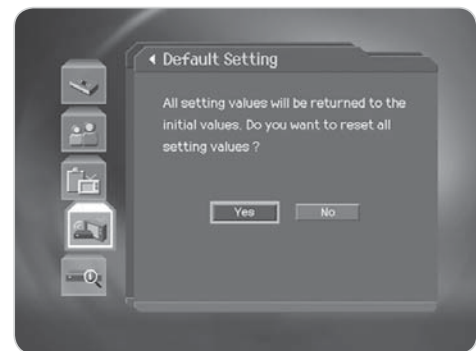 Default Setting
All setting values will be returned to the
initial values. Do you want to reset all
setting values ?
Yes No